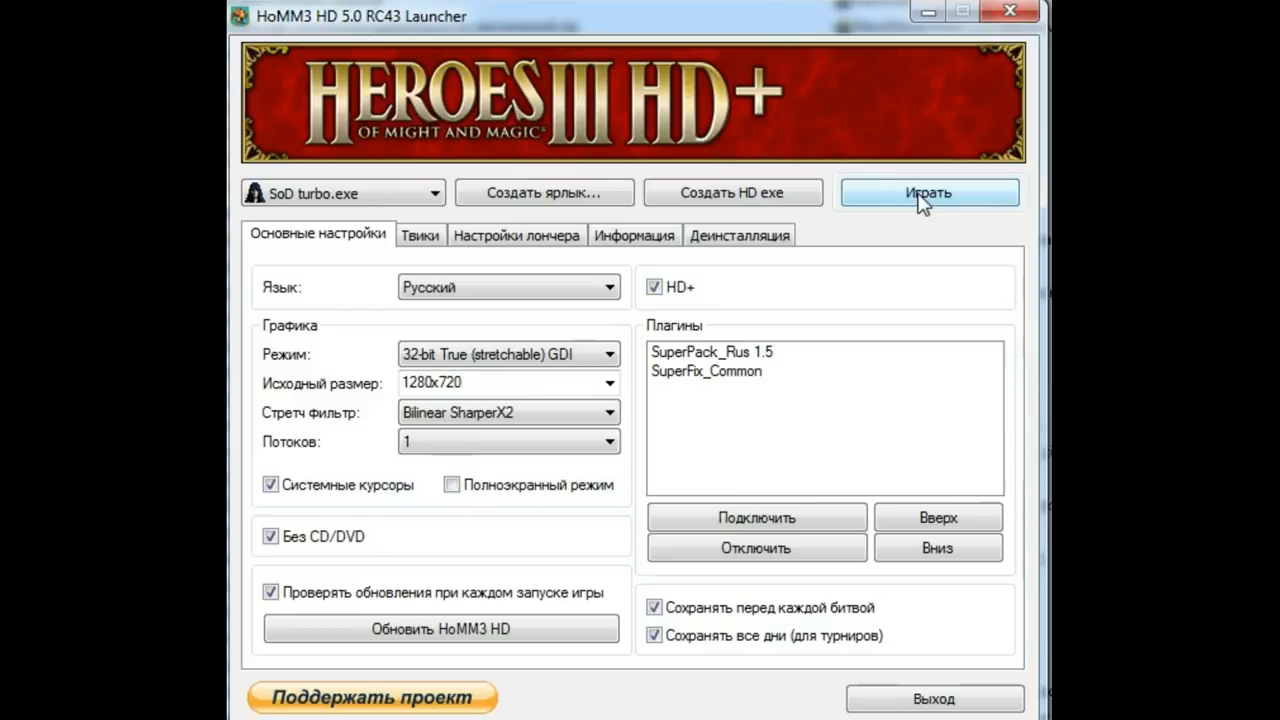 HoMM3 HD 5.0 RC43 Launcher
HEROES III HD+
OF MIGHT AND MAGIC®
SoD turbo.exe
Создать ярлык...
Создать HD exe
Играть
Основные настройки
Твики
Настройки лончера
Информация
Деинсталляция
Язык:
Русский
HD+
Графика
Режим:
32-bit True (stretchable) GDI
Исходный размер:
1280x720
Стретч фильтр:
Bilinear SharperX2
Потоков:
1
Системные курсоры
Полноэкранный режим
Без CD/DVD
Проверять обновления при каждом запуске игры
Обновить HoMM3 HD
Плагины
SuperPack_Rus 1.5
SuperFix_Common
Подключить
Вверх
Отключить
Вниз
Сохранять перед каждой битвой
Сохранять все дни (для турниров)
Поддержать проект
Выход